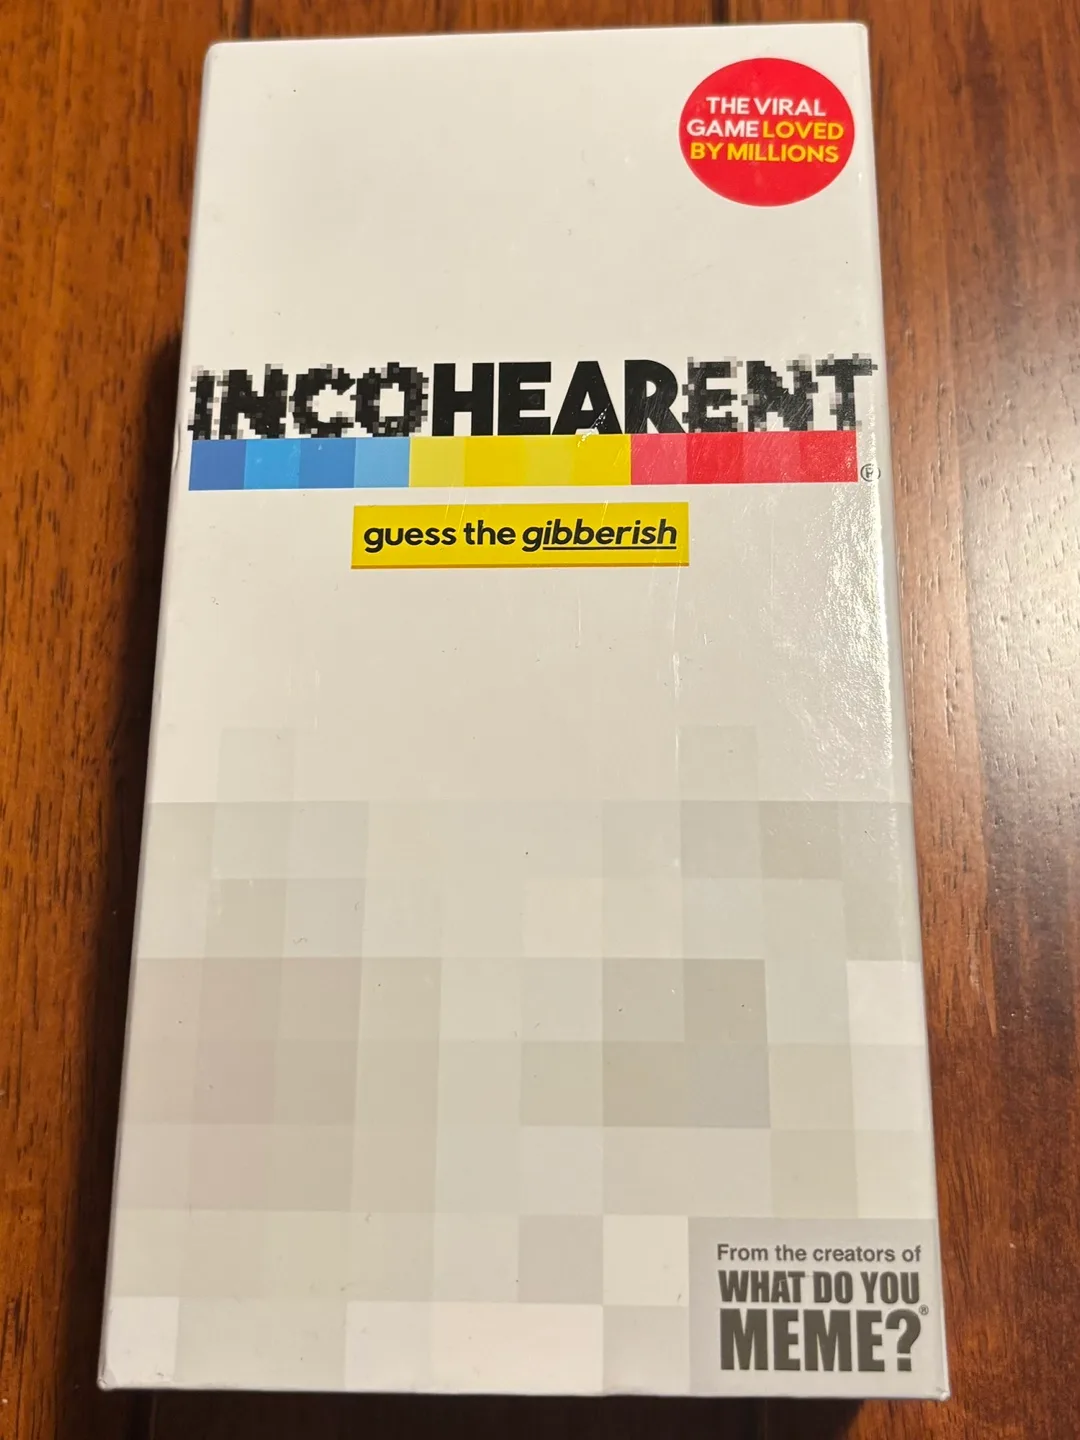 THE VIRAL
GAME LOVED
BY MILLIONS
INCOHEARENT®
guess the gibberish
From the creators of
WHAT DO YOU
MEME?®